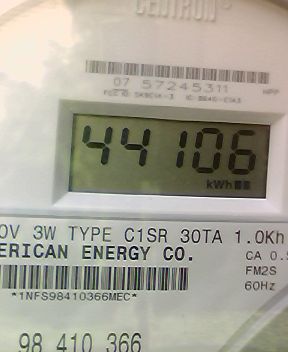 CENTRON®
07 57245311
44106
kWh
0V 3W TYPE C1SR 30TA 1.0Kh
ERICAN ENERGY CO.
CA 0.5
FM2S
*1NFS98410366MEC*
60Hz
98 410 366